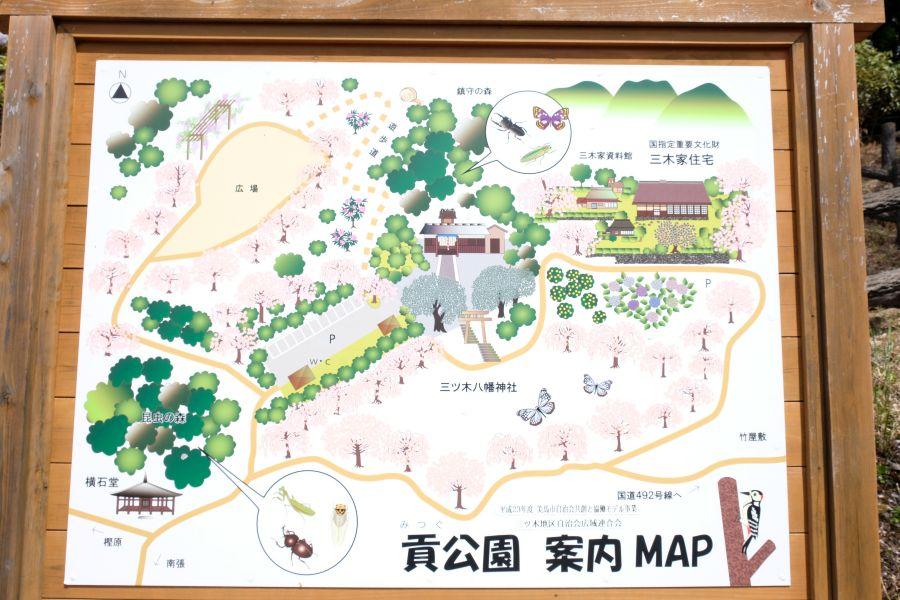 N
鎮守の森
遊歩道
広場
国指定重要文化財
三木家資料館
三木家住宅
P
P
W・C
三ツ木八幡神社
昆虫の森
横石堂
樫原
南張
竹屋敷
国道492号線へ
平成23年度 美馬市自治会共創と協働モデル事業
三ツ木地区自治会広域連合会
みつぐ
貢公園 案内MAP